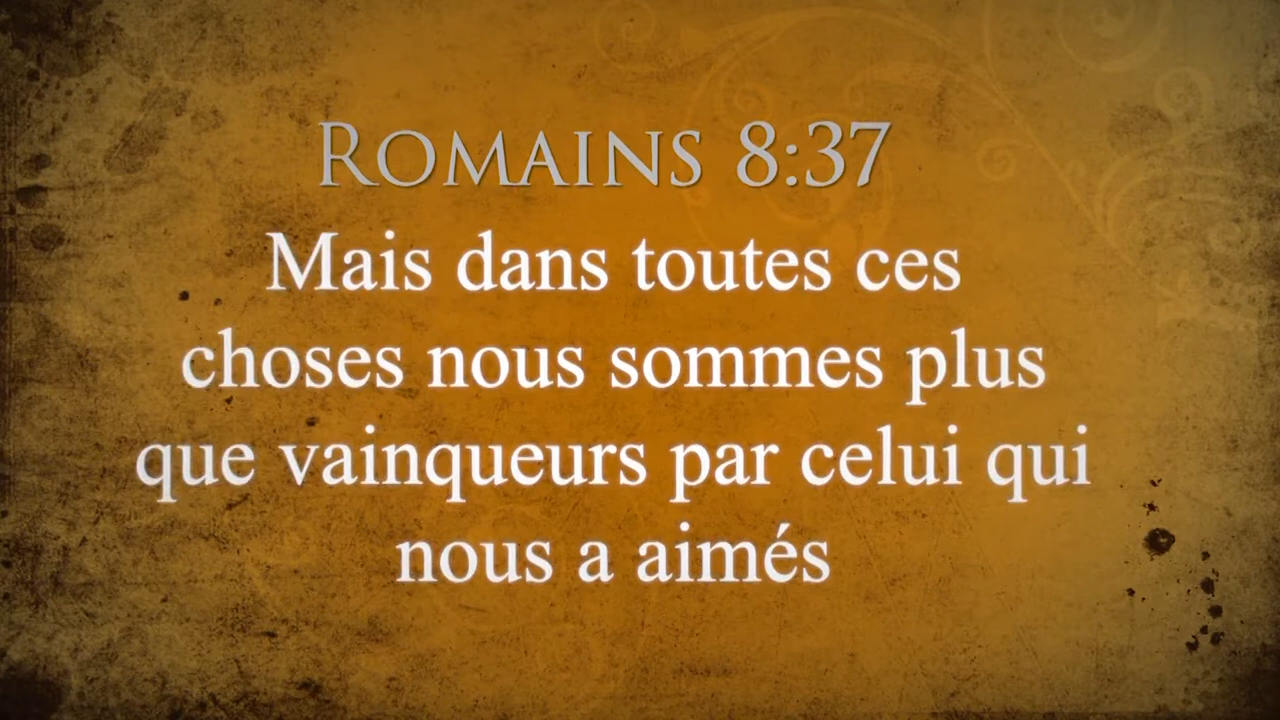 Romains 8:37
Mais dans toutes ces
choses nous sommes plus
que vainqueurs par celui qui
nous a aimés